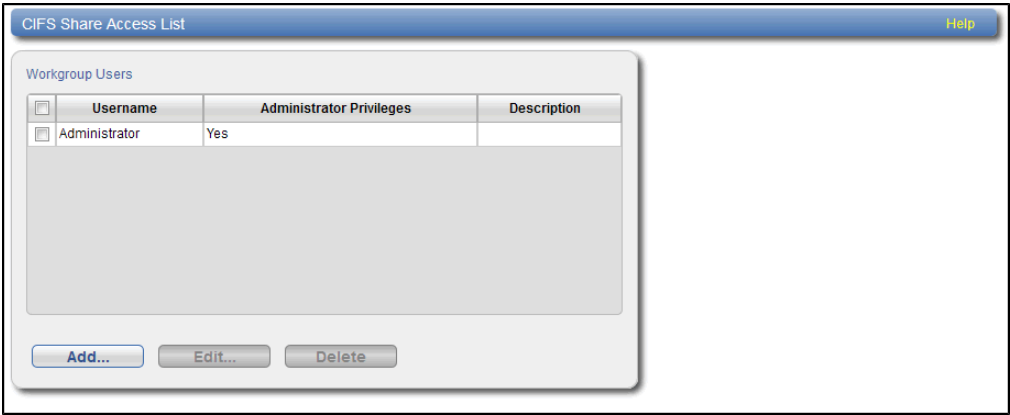 CIFS Share Access List Help
Workgroup Users
Username Administrator Privileges Description
Administrator Yes
Add... Edit... Delete